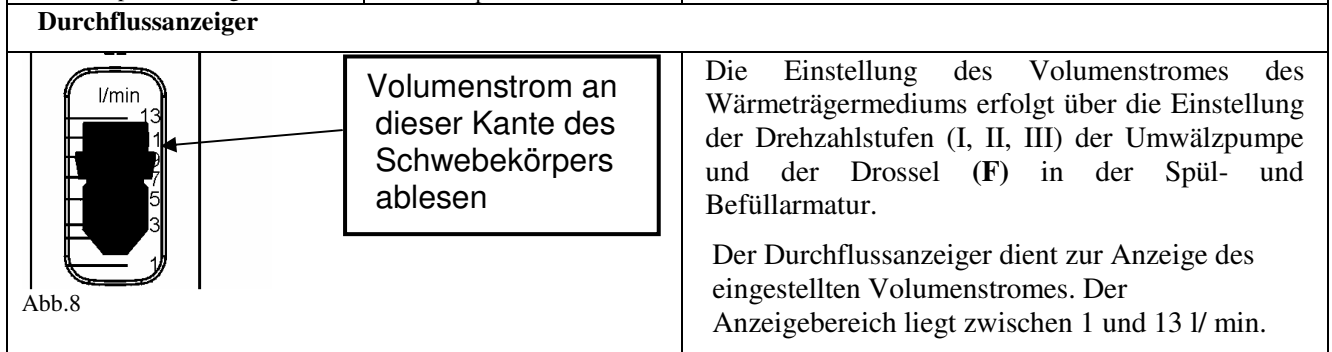 Durchflussanzeiger
l/min
13
1
9
7
5
3
1
Volumenstrom an
dieser Kante des
Schwebekörpers
ablesen
Abb.8
Die Einstellung des Volumenstromes des
Wärmeträgermediums erfolgt über die Einstellung
der Drehzahlstufen (I, II, III) der Umwälzpumpe
und der Drossel (F) in der Spül- und
Befüllarmatur.
Der Durchflussanzeiger dient zur Anzeige des
eingestellten Volumenstromes. Der
Anzeigebereich liegt zwischen 1 und 13 l/ min.